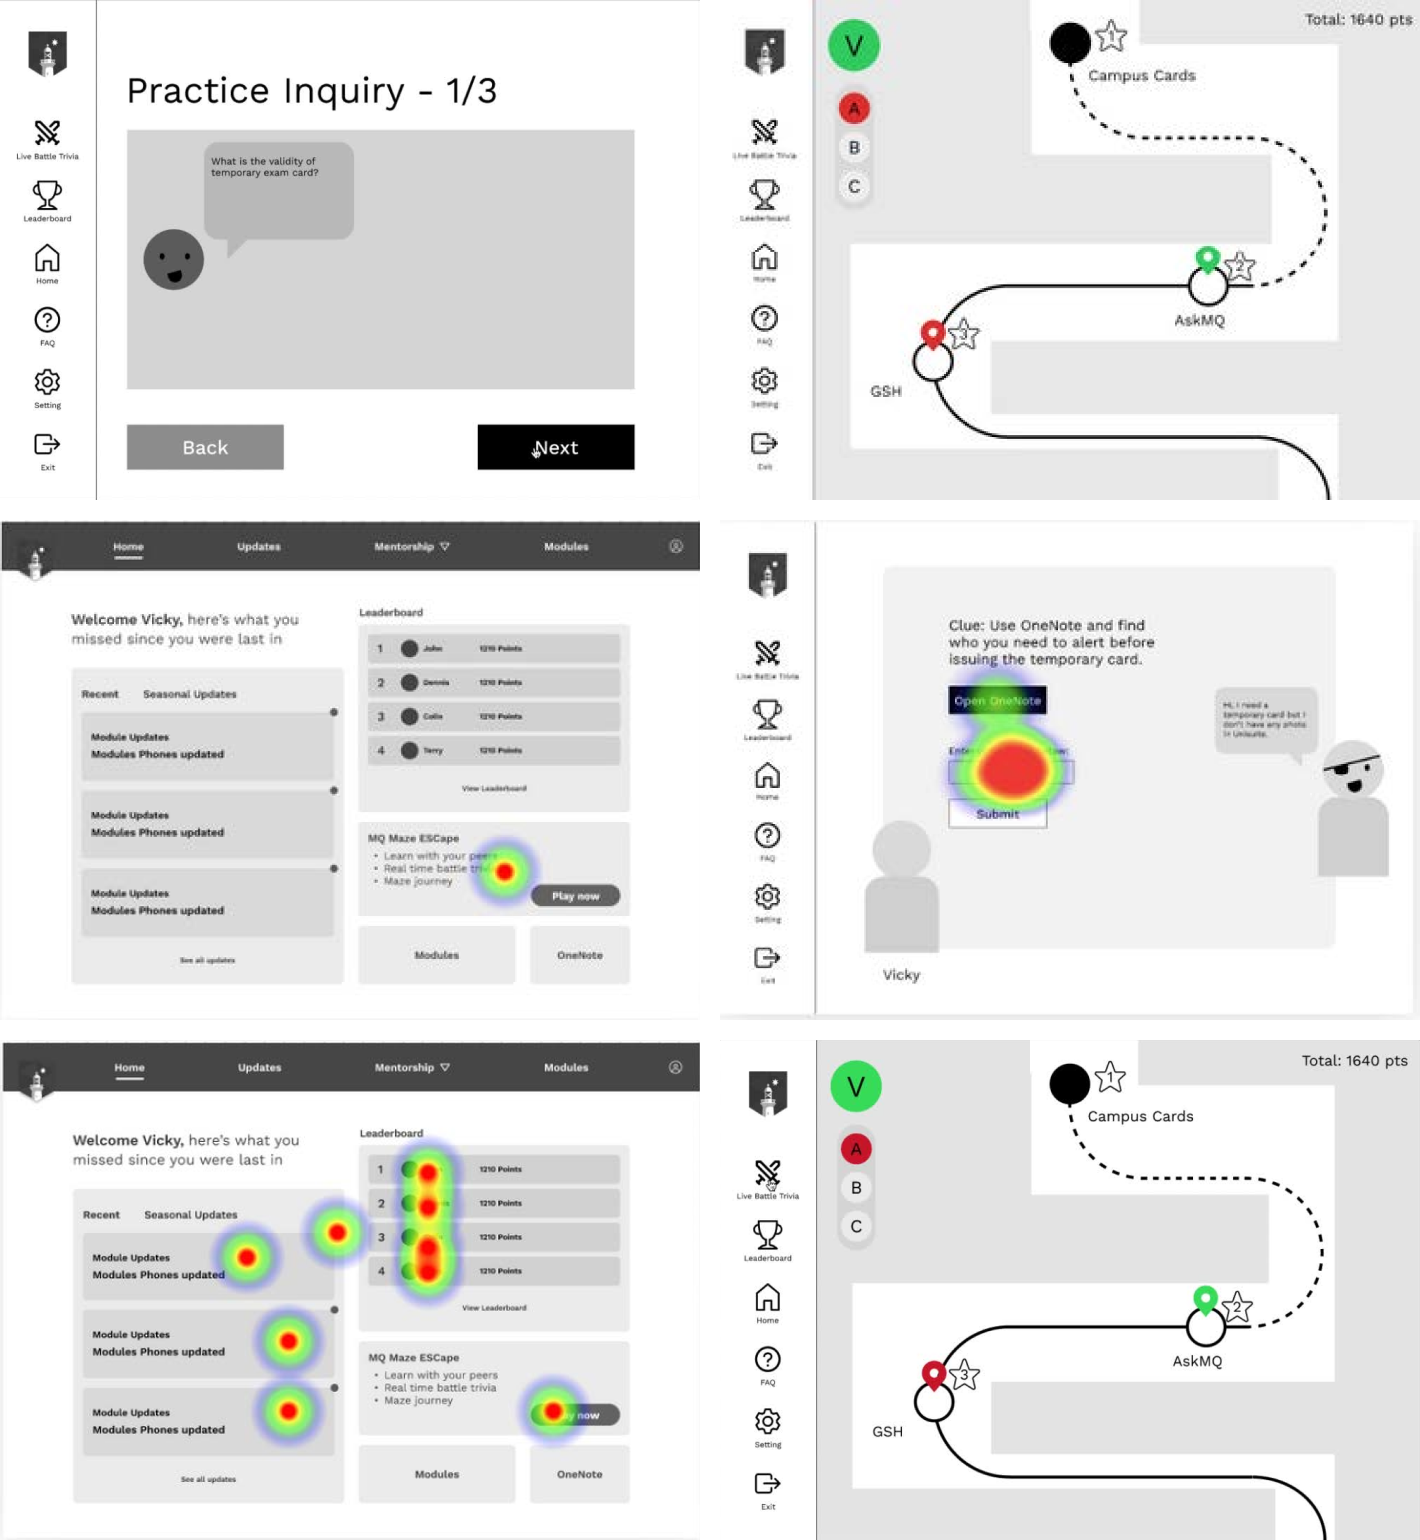 Practice Inquiry - 1/3
What is the validity of
temporary exam card?
Live Battle Trivia
Leaderboard
Home
FAQ
Setting
Exit
Back
Next
Total: 1640 pts
V
A
B
C
1
Campus Cards
2
AskMQ
3
GSH
Live Battle Trivia
Leaderboard
Home
FAQ
Setting
Exit
Home
Updates
Mentorship
Modules
Welcome Vicky, here's what you
missed since you were last in
Recent
Seasonal Updates
Module Updates
Modules Phones updated
Module Updates
Modules Phones updated
Module Updates
Modules Phones updated
See all updates
Leaderboard
1 John 1210 Points
2 Dennis 1210 Points
3 Colin 1210 Points
4 Terry 1210 Points
View Leaderboard
MQ Maze ESCape
• Learn with your peers
• Real time battle trivia
• Maze journey
Play now
Modules
OneNote
Live Battle Trivia
Leaderboard
Home
FAQ
Setting
Exit
Clue: Use OneNote and find
who you need to alert before
issuing the temporary card.
Open OneNote
Submit
Hi, I need a
temporary card but I
don't have any photo
in Unisuite.
Vicky
Home
Updates
Mentorship
Modules
Welcome Vicky, here's what you
missed since you were last in
Recent
Seasonal Updates
Module Updates
Modules Phones updated
Module Updates
Modules Phones updated
Module Updates
Modules Phones updated
See all updates
Leaderboard
1 1210 Points
2 1210 Points
3 1210 Points
4 1210 Points
View Leaderboard
MQ Maze ESCape
• Learn with your peers
• Real time battle trivia
• Maze journey
now
Modules
OneNote
Total: 1640 pts
V
A
B
C
1
Campus Cards
2
AskMQ
3
GSH
Live Battle Trivia
Leaderboard
Home
FAQ
Setting
Exit